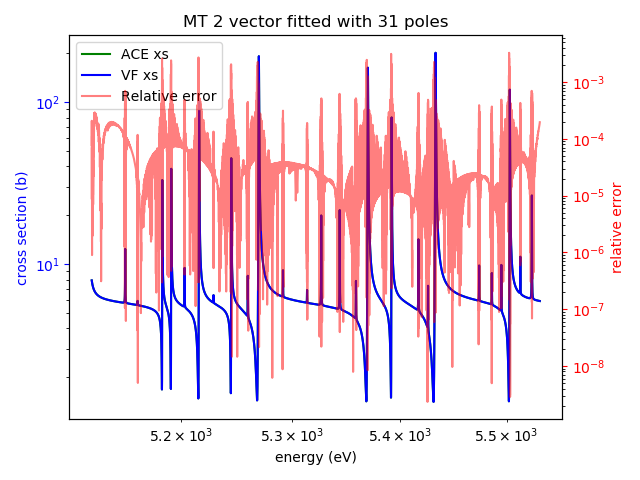 MT 2 vector fitted with 31 poles
ACE xs
VF xs
Relative error
cross section (b)
10²
10¹
relative error
10⁻³
10⁻⁴
10⁻⁵
10⁻⁶
10⁻⁷
10⁻⁸
5.2 × 10³ 5.3 × 10³ 5.4 × 10³ 5.5 × 10³
energy (eV)